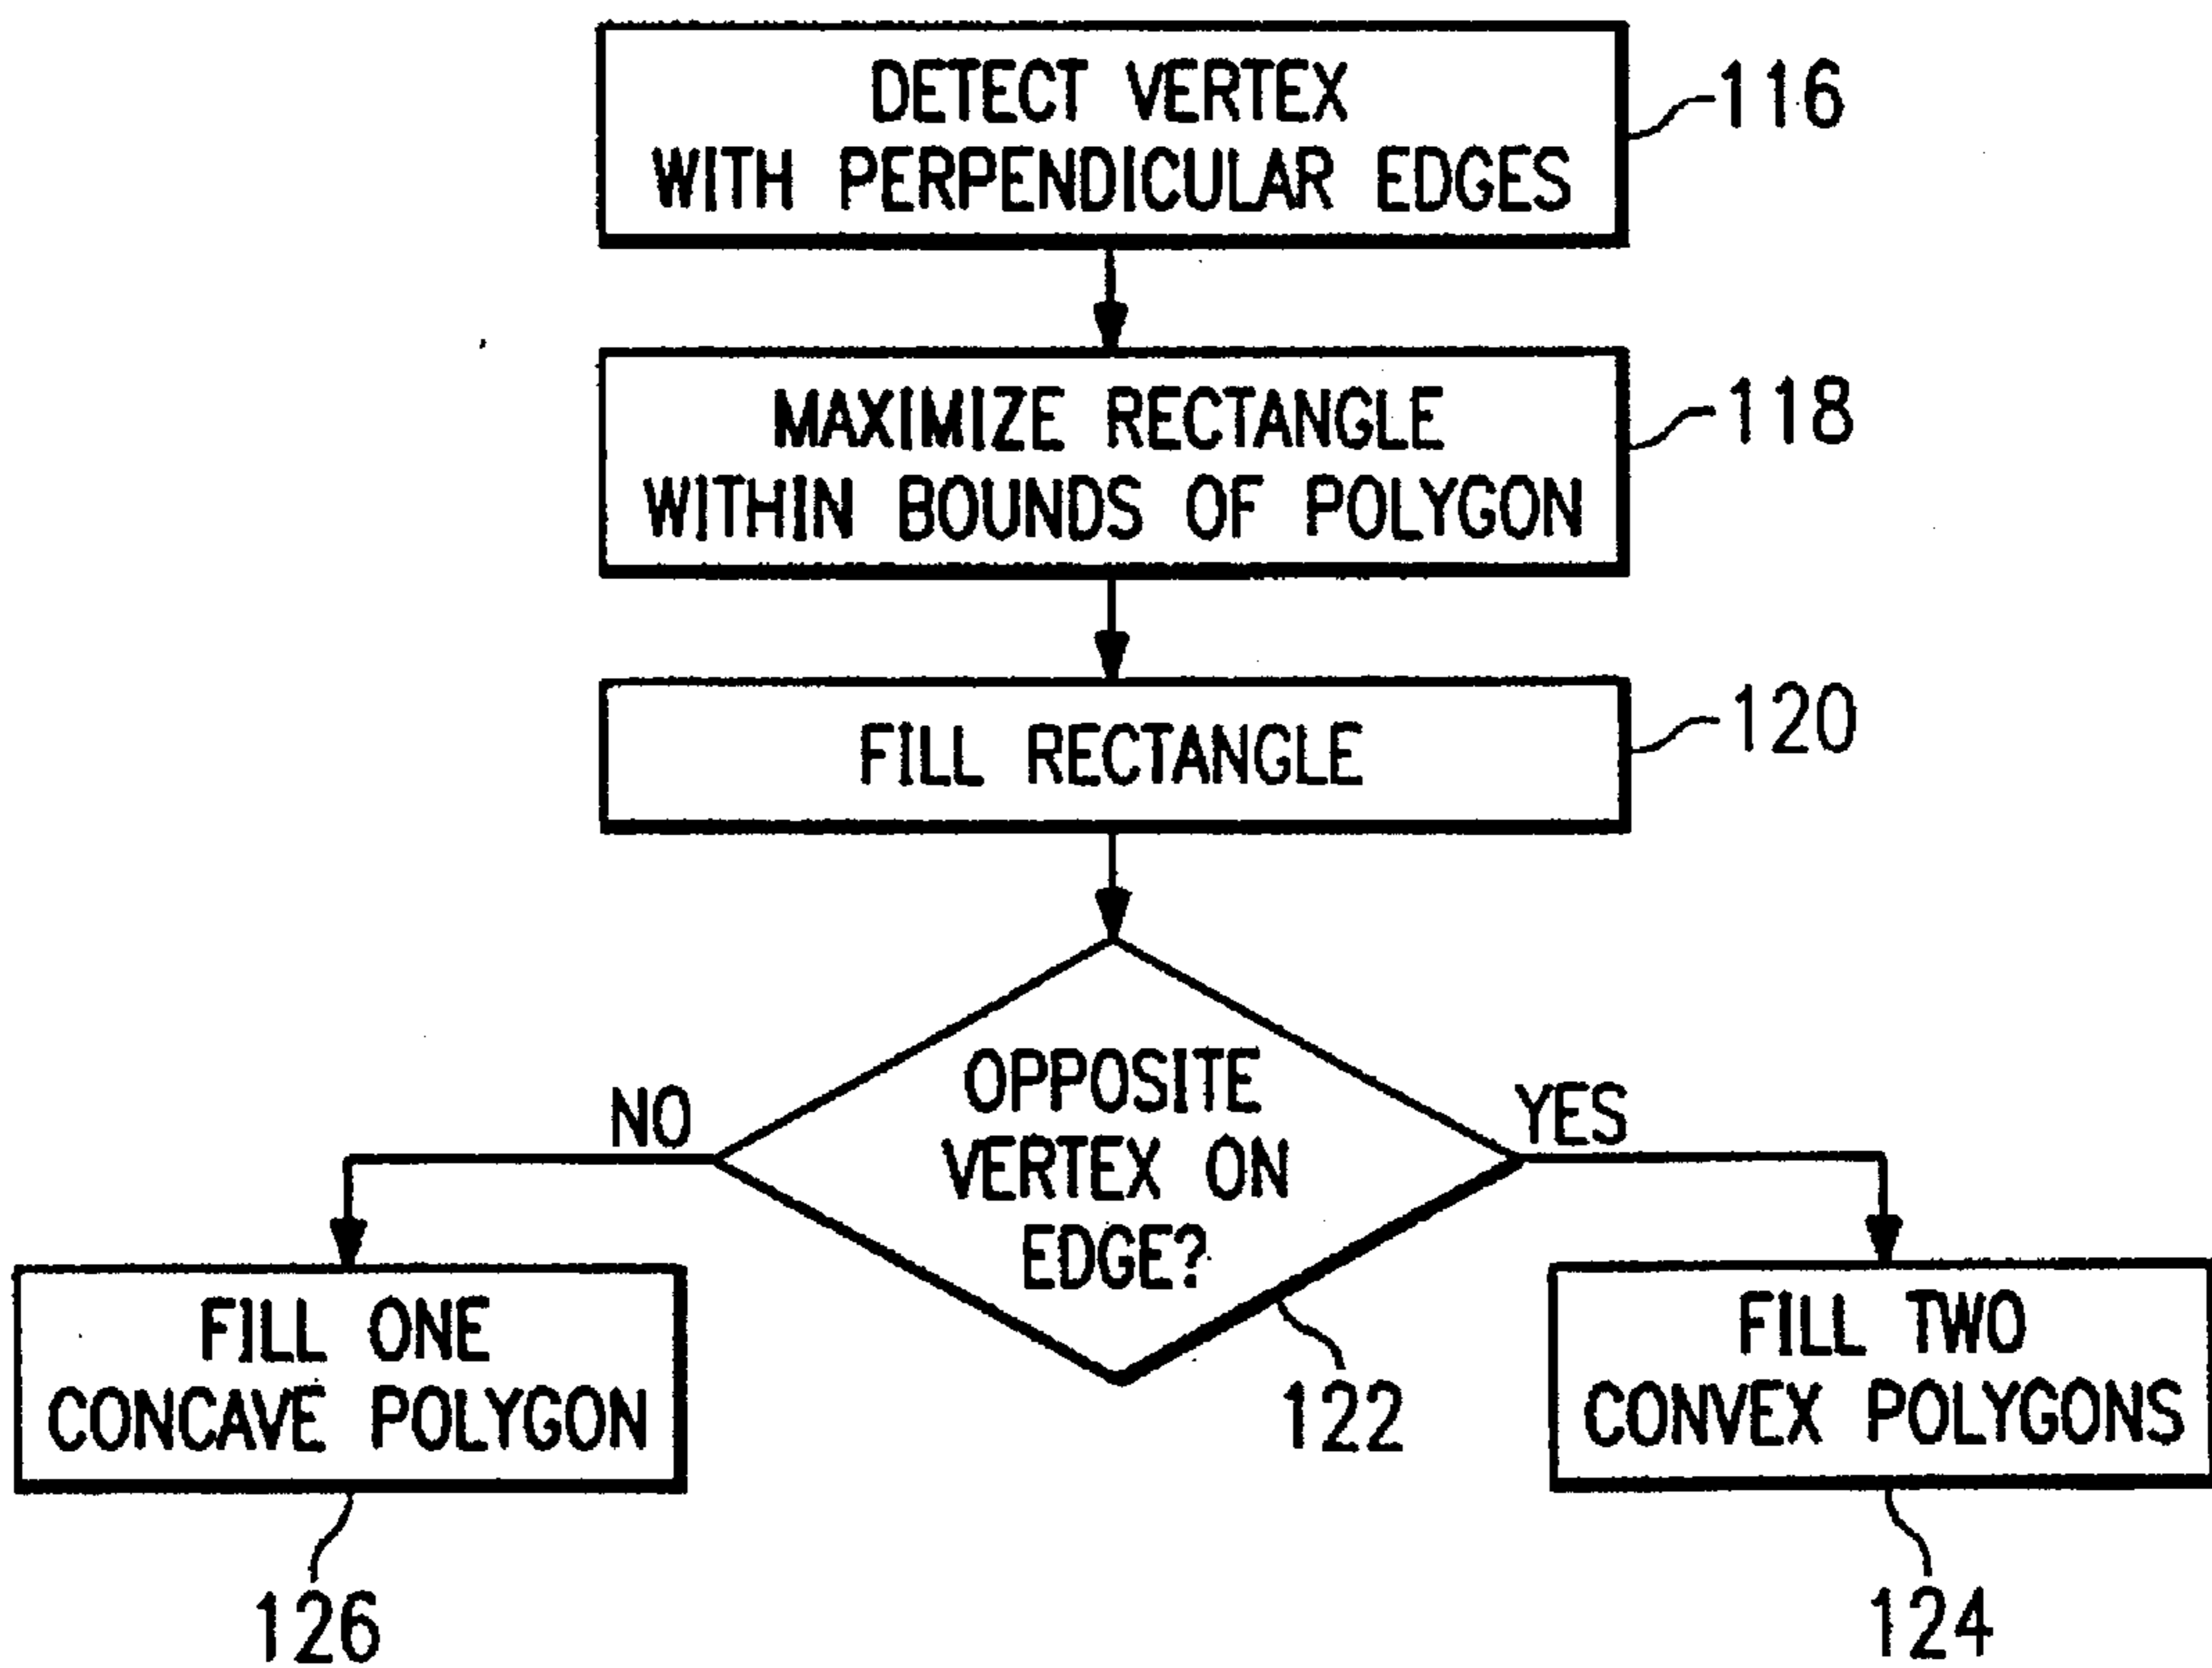 DETECT VERTEX
WITH PERPENDICULAR EDGES
116
MAXIMIZE RECTANGLE
WITHIN BOUNDS OF POLYGON
118
FILL RECTANGLE
120
OPPOSITE
VERTEX ON
EDGE?
122
NO
YES
FILL ONE
CONCAVE POLYGON
126
FILL TWO
CONVEX POLYGONS
124